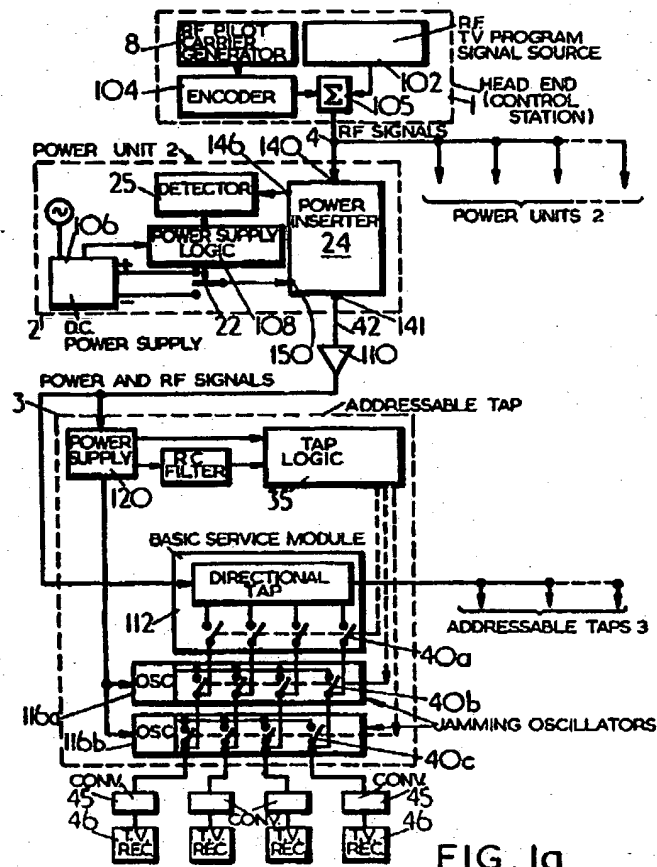 8
RF PILOT
CARRIER
GENERATOR
R.F.
TV PROGRAM
SIGNAL SOURCE
104
ENCODER
Σ
105
102
HEAD END
(CONTROL
STATION)
1
4
RF SIGNALS
POWER UNIT 2
146
140
25
DETECTOR
POWER
INSERTER
24
POWER UNITS 2
106
POWER SUPPLY
LOGIC
+
-
2
D.C.
POWER SUPPLY
22
108
150
42
141
110
POWER AND RF SIGNALS
3
ADDRESSABLE TAP
POWER
SUPPLY
120
R.C.
FILTER
TAP
LOGIC
35
BASIC SERVICE MODULE
DIRECTIONAL
TAP
112
ADDRESSABLE TAPS 3
40a
116a
OSC
40b
JAMMING OSCILLATORS
116b
OSC
40c
CONV.
45
CONV.
CONV.
45
46
T.V.
REC.
T.V.
REC.
T.V.
REC.
T.V.
REC.
46
FIG. 1a